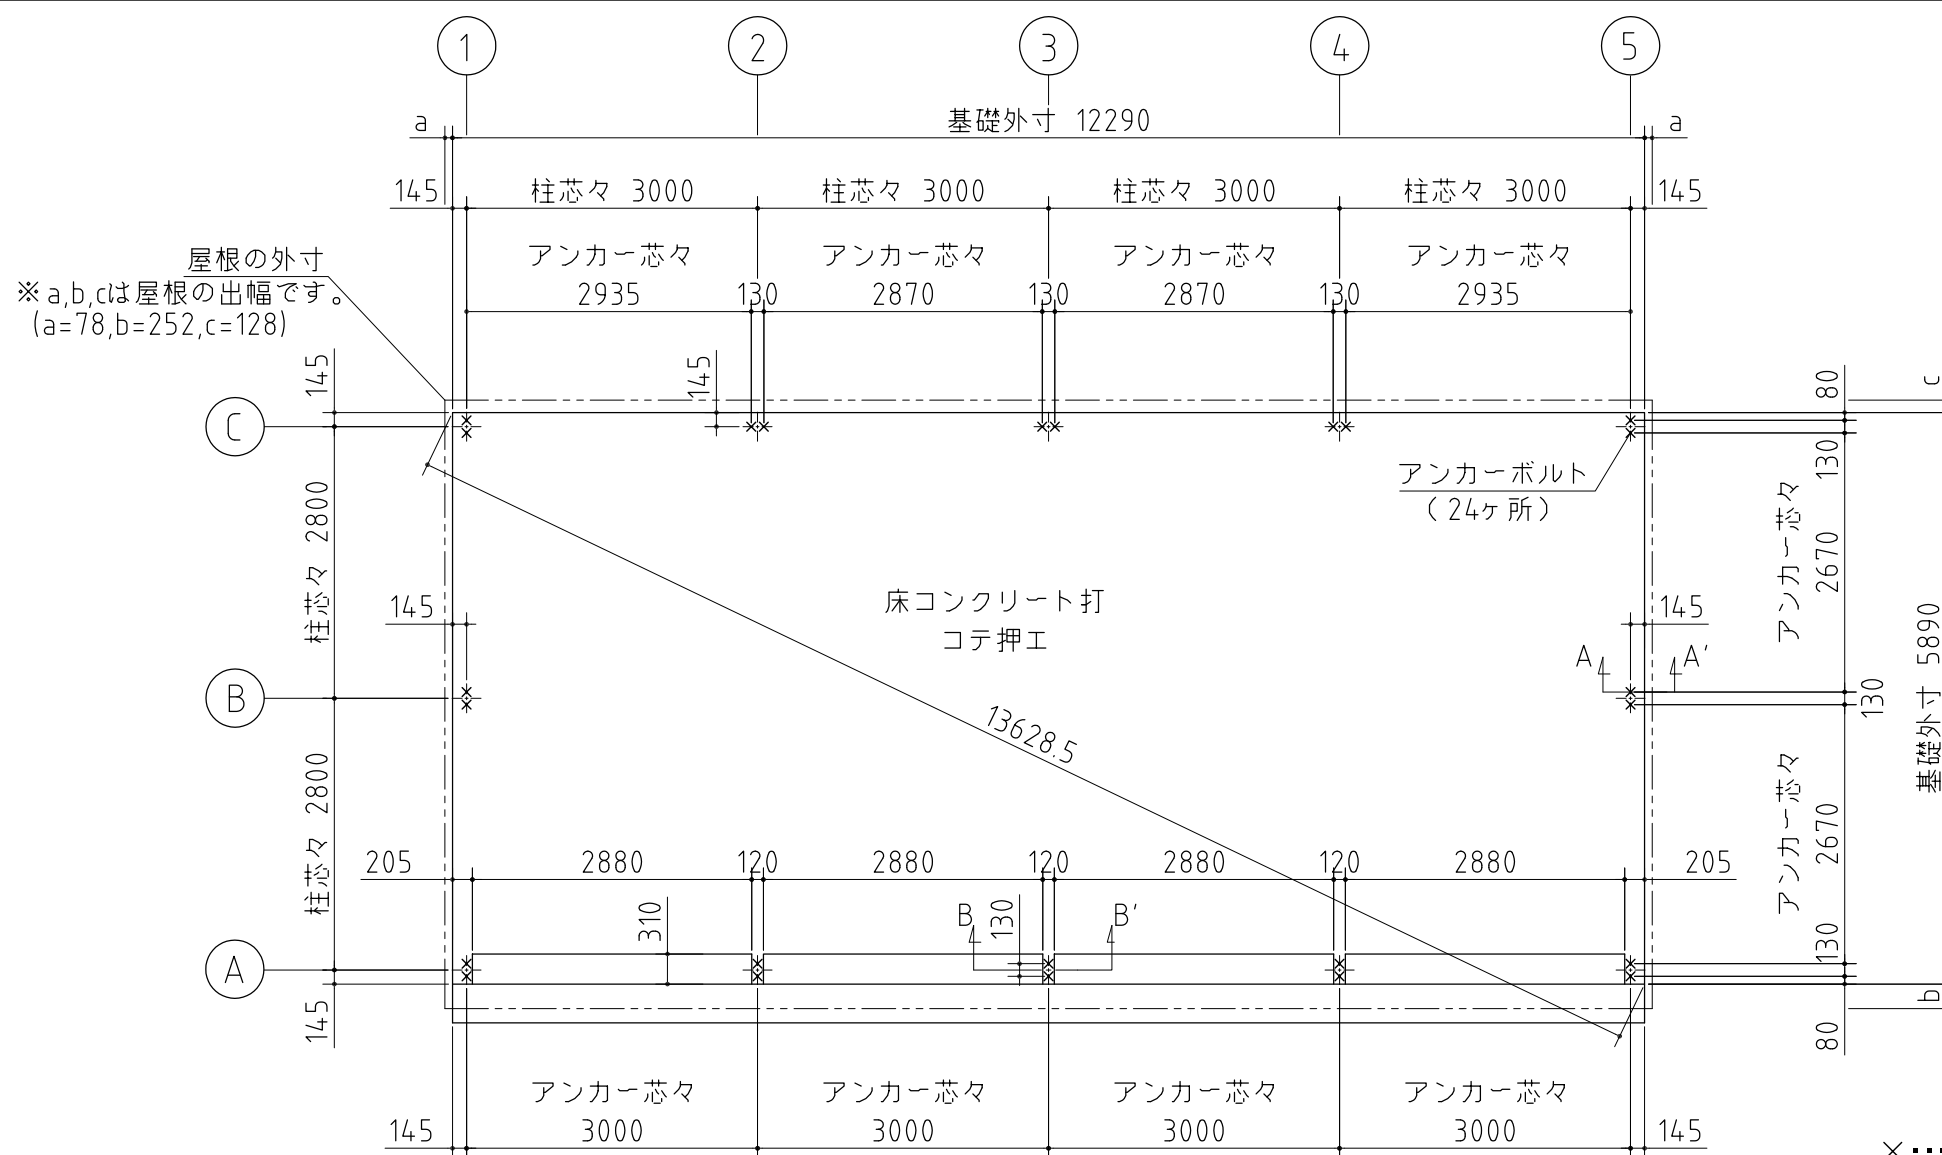 1 2 3 4 5
a 基礎外寸 12290 a
145 柱芯々 3000 柱芯々 3000 柱芯々 3000 柱芯々 3000 145
アンカー芯々 アンカー芯々 アンカー芯々 アンカー芯々
2935 130 2870 130 2870 130 2935
屋根の外寸
※a,b,cは屋根の出幅です。
(a=78,b=252,c=128)
145
145
80
c
C
アンカーボルト
(24ヶ所)
130
柱芯々 2800
アンカー芯々
2670
床コンクリート打
コテ押エ
145
145
A A'
B
130
基礎外寸 5890
13628.5
柱芯々 2800
アンカー芯々
2670
205 2880 120 2880 120 2880 120 2880 205
310
B 130 B'
130
A
145
b
80
アンカー芯々 アンカー芯々 アンカー芯々 アンカー芯々
145 3000 3000 3000 3000 145